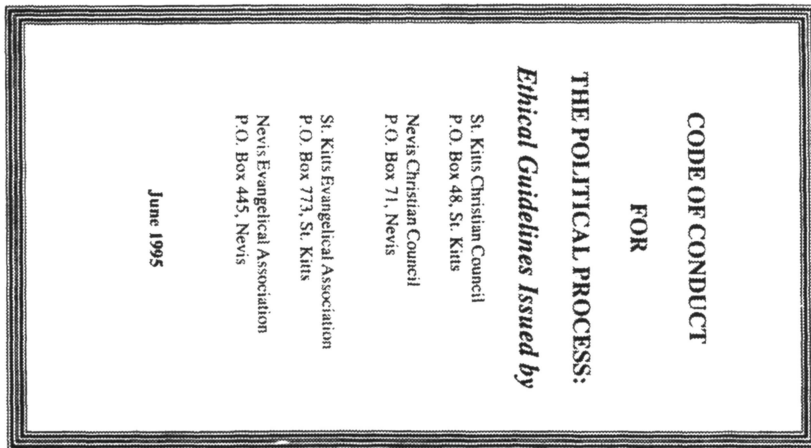 CODE OF CONDUCT
FOR
THE POLITICAL PROCESS:
Ethical Guidelines Issued by
St. Kitts Christian Council
P.O. Box 48, St. Kitts
Nevis Christian Council
P.O. Box 71, Nevis
St. Kitts Evangelical Association
P.O. Box 773, St. Kitts
Nevis Evangelical Association
P.O. Box 445, Nevis
June 1995